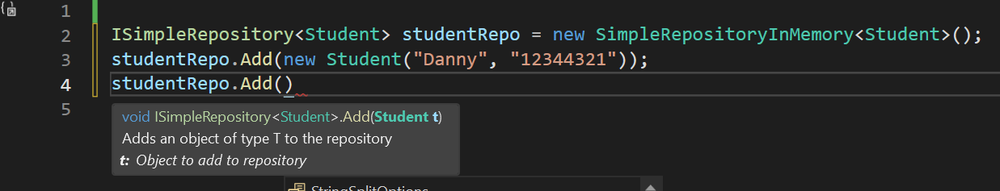 1
2 ISimpleRepository<Student> studentRepo = new SimpleRepositoryInMemory<Student>();
3 studentRepo.Add(new Student("Danny", "12344321"));
4 studentRepo.Add()
5
void ISimpleRepository<Student>.Add(Student t)
Adds an object of type T to the repository
t: Object to add to repository
StringSplitOptions